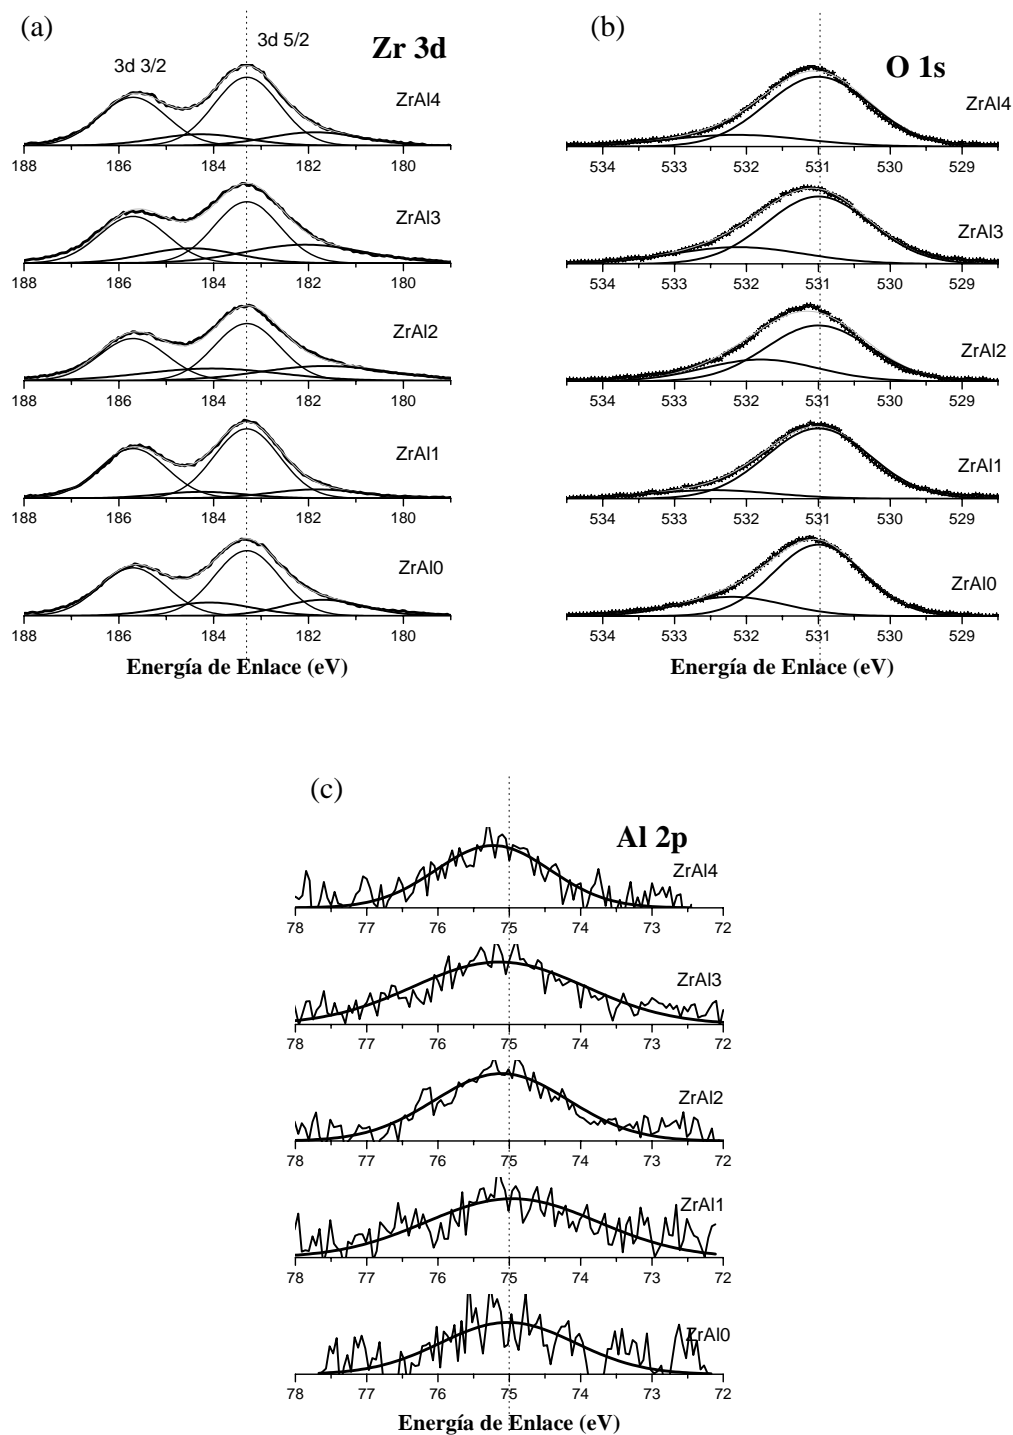 (a)
3d 3/2
3d 5/2
Zr 3d
ZrAl4
188 186 184 182 180
ZrAl3
188 186 184 182 180
ZrAl2
188 186 184 182 180
ZrAl1
188 186 184 182 180
ZrAl0
188 186 184 182 180
Energía de Enlace (eV)
(b)
O 1s
ZrAl4
534 533 532 531 530 529
ZrAl3
534 533 532 531 530 529
ZrAl2
534 533 532 531 530 529
ZrAl1
534 533 532 531 530 529
ZrAl0
534 533 532 531 530 529
Energía de Enlace (eV)
(c)
Al 2p
ZrAl4
78 77 76 75 74 73 72
ZrAl3
78 77 76 75 74 73 72
ZrAl2
78 77 76 75 74 73 72
ZrAl1
78 77 76 75 74 73 72
ZrAl0
78 77 76 75 74 73 72
Energía de Enlace (eV)